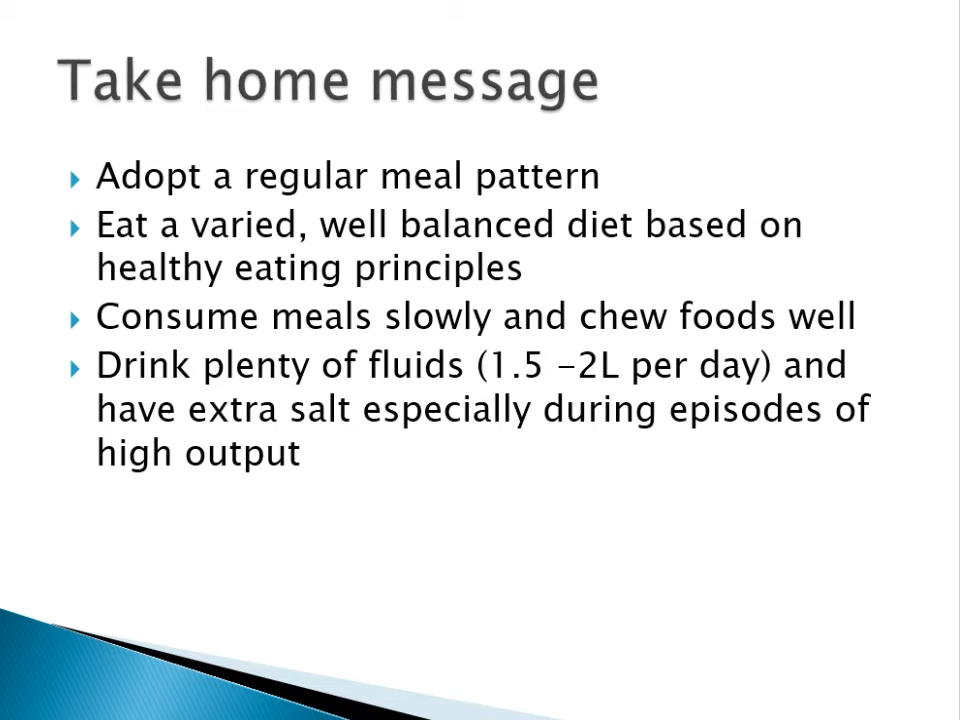 Take home message
Adopt a regular meal pattern
Eat a varied, well balanced diet based on
healthy eating principles
Consume meals slowly and chew foods well
Drink plenty of fluids (1.5 -2L per day) and
have extra salt especially during episodes of
high output